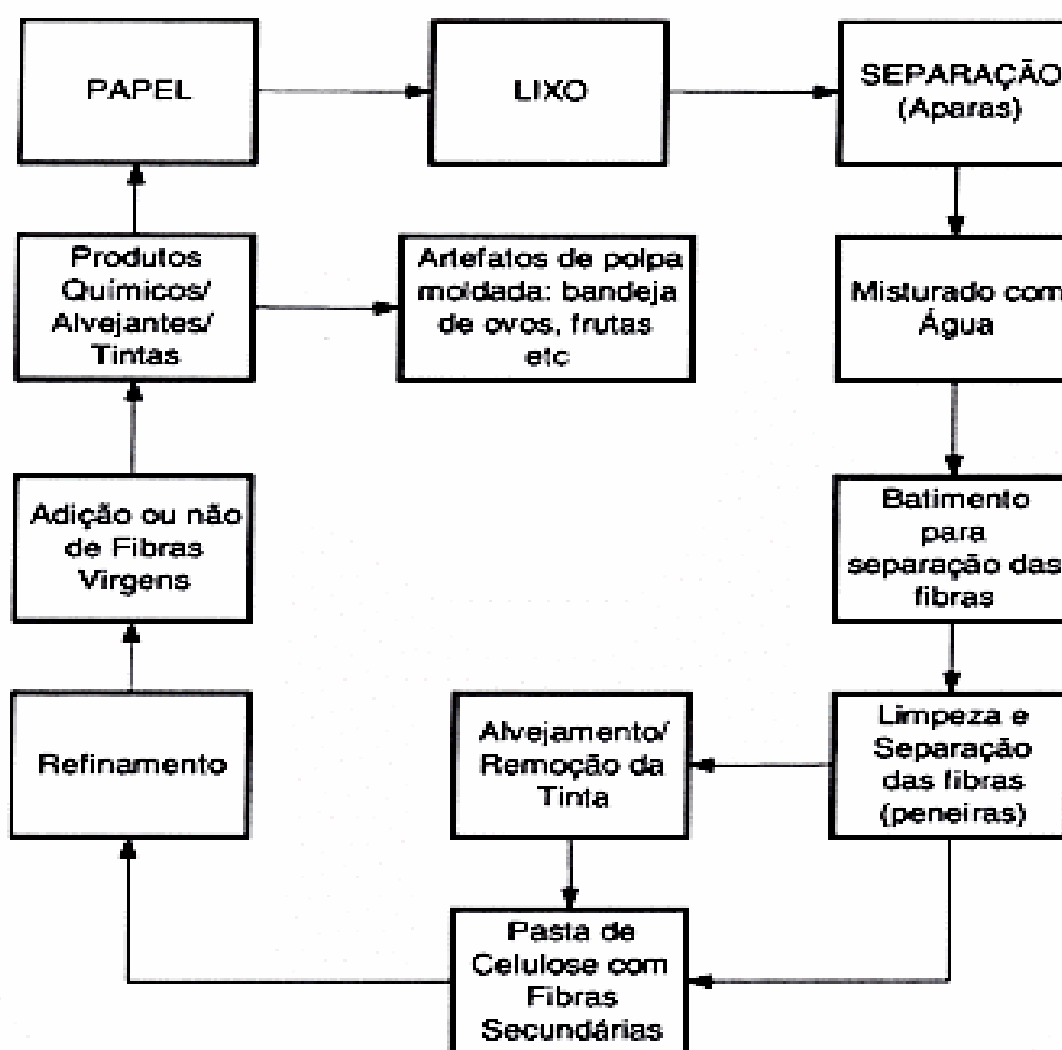 PAPEL
LIXO
SEPARAÇÃO
(Aparas)
Produtos
Químicos/
Alvejantes/
Tintas
Artefatos de polpa
moldada: bandeja
de ovos, frutas
etc
Misturado com
Água
Adição ou não
de Fibras
Virgens
Batimento
para
separação das
fibras
Refinamento
Alvejamento/
Remoção da
Tinta
Limpeza e
Separação
das fibras
(peneiras)
Pasta de
Celulose com
Fibras
Secundárias